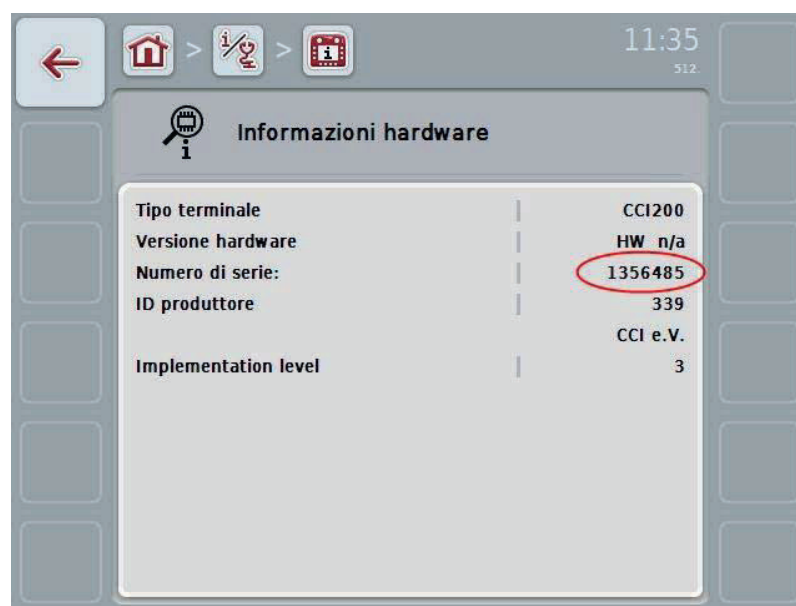 > i/ > i
11:35
512.
Informazioni hardware
i
Tipo terminale | CCI200
Versione hardware | HW n/a
Numero di serie: | 1356485
ID produttore | 339
CCI e.V.
Implementation level | 3